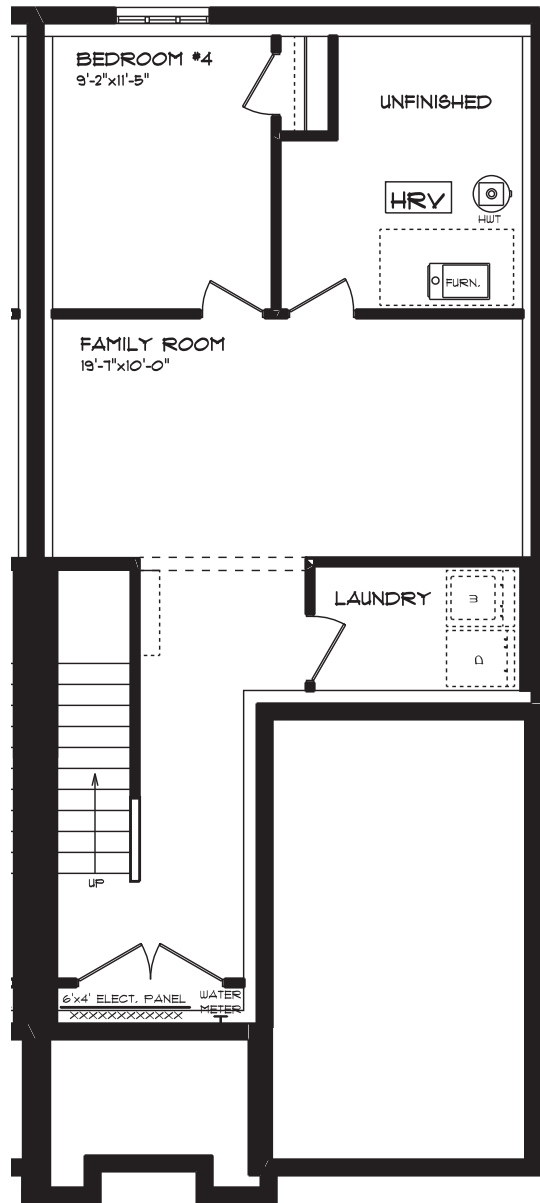 BEDROOM #4
9'-2"x11'-5"
UNFINISHED
HRV
HWT
FURN.
FAMILY ROOM
19'-7"x10'-0"
LAUNDRY
W
D
UP
6'x4' ELECT. PANEL
WATER
METER